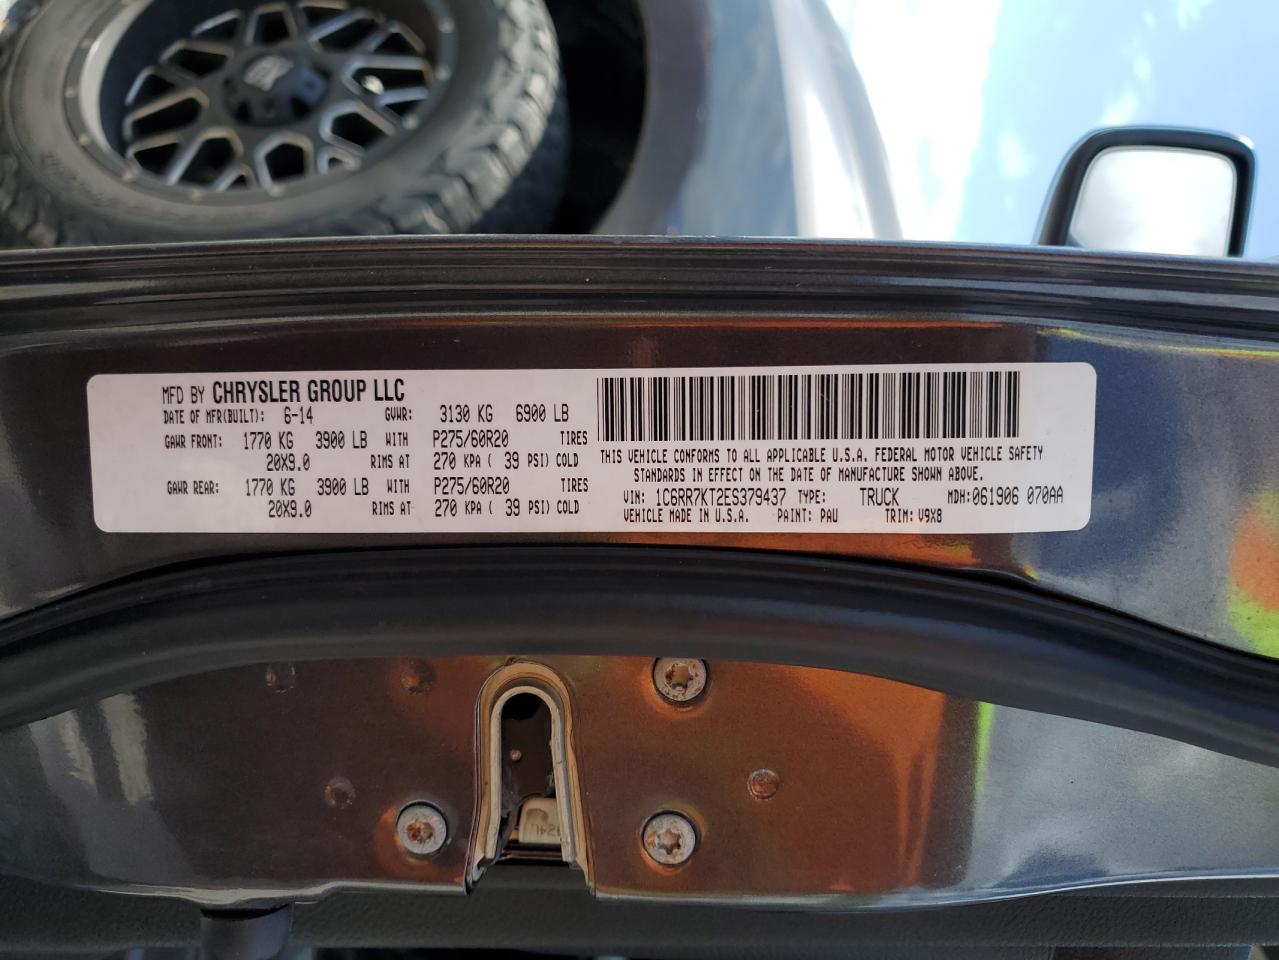 MFD BY CHRYSLER GROUP LLC
DATE OF MFR(BUILT): 6-14 GVWR: 3130 KG 6900 LB
GAWR FRONT: 1770 KG 3900 LB WITH P275/60R20 TIRES
20X9.0 RIMS AT 270 KPA ( 39 PSI) COLD
GAWR REAR: 1770 KG 3900 LB WITH P275/60R20 TIRES
20X9.0 RIMS AT 270 KPA ( 39 PSI) COLD
THIS VEHICLE CONFORMS TO ALL APPLICABLE U.S.A. FEDERAL MOTOR VEHICLE SAFETY
STANDARDS IN EFFECT ON THE DATE OF MANUFACTURE SHOWN ABOVE.
VIN: 1C6RR7KT2ES379437 TYPE: TRUCK MDH:061906 070AA
VEHICLE MADE IN U.S.A. PAINT: PAU TRIM: V9X8